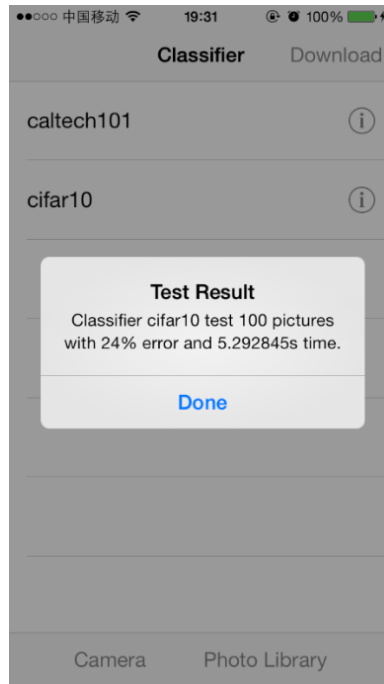 中国移动 19:31 100%
Classifier Download
caltech101
cifar10
Test Result
Classifier cifar10 test 100 pictures
with 24% error and 5.292845s time.
Done
Camera Photo Library